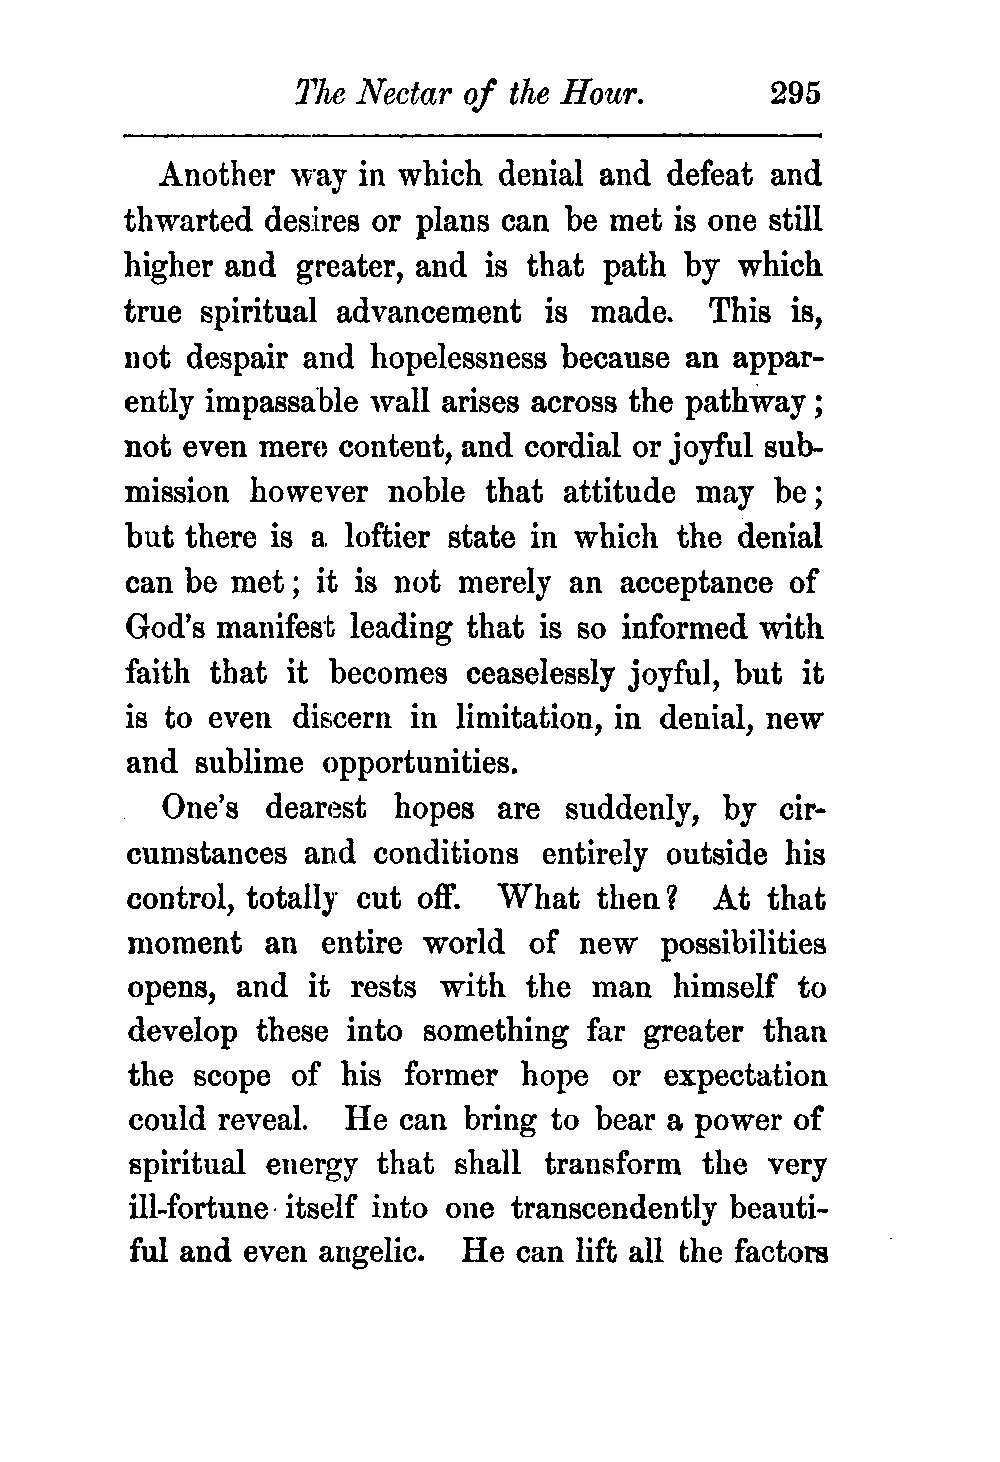 The Nectar of the Hour. 295
Another way in which denial and defeat and
thwarted desires or plans can be met is one still
higher and greater, and is that path by which
true spiritual advancement is made. This is,
not despair and hopelessness because an appar-
ently impassable wall arises across the pathway;
not even mere content, and cordial or joyful sub-
mission however noble that attitude may be;
but there is a loftier state in which the denial
can be met; it is not merely an acceptance of
God's manifest leading that is so informed with
faith that it becomes ceaselessly joyful, but it
is to even discern in limitation, in denial, new
and sublime opportunities.
One's dearest hopes are suddenly, by cir-
cumstances and conditions entirely outside his
control, totally cut off. What then? At that
moment an entire world of new possibilities
opens, and it rests with the man himself to
develop these into something far greater than
the scope of his former hope or expectation
could reveal. He can bring to bear a power of
spiritual energy that shall transform the very
ill-fortune itself into one transcendently beauti-
ful and even angelic. He can lift all the factors